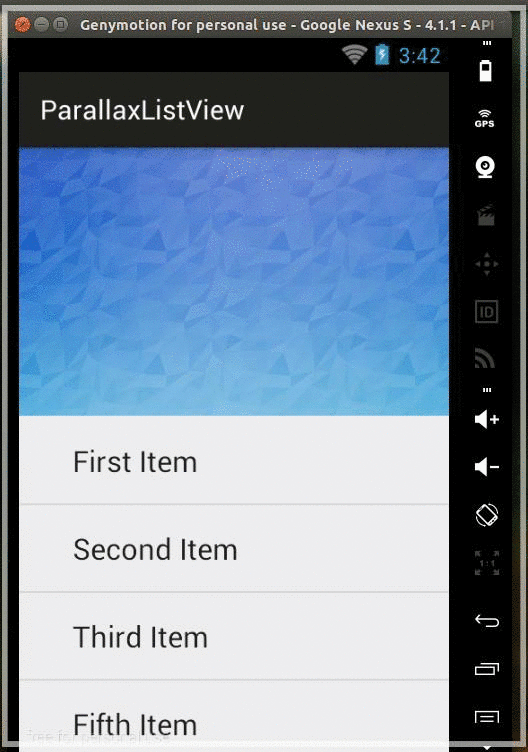 Genymotion for personal use - Google Nexus S - 4.1.1 - API
3:42
ParallaxListView
GPS
ID
1:1
First Item
Second Item
Third Item
Fifth Item
free for personal use